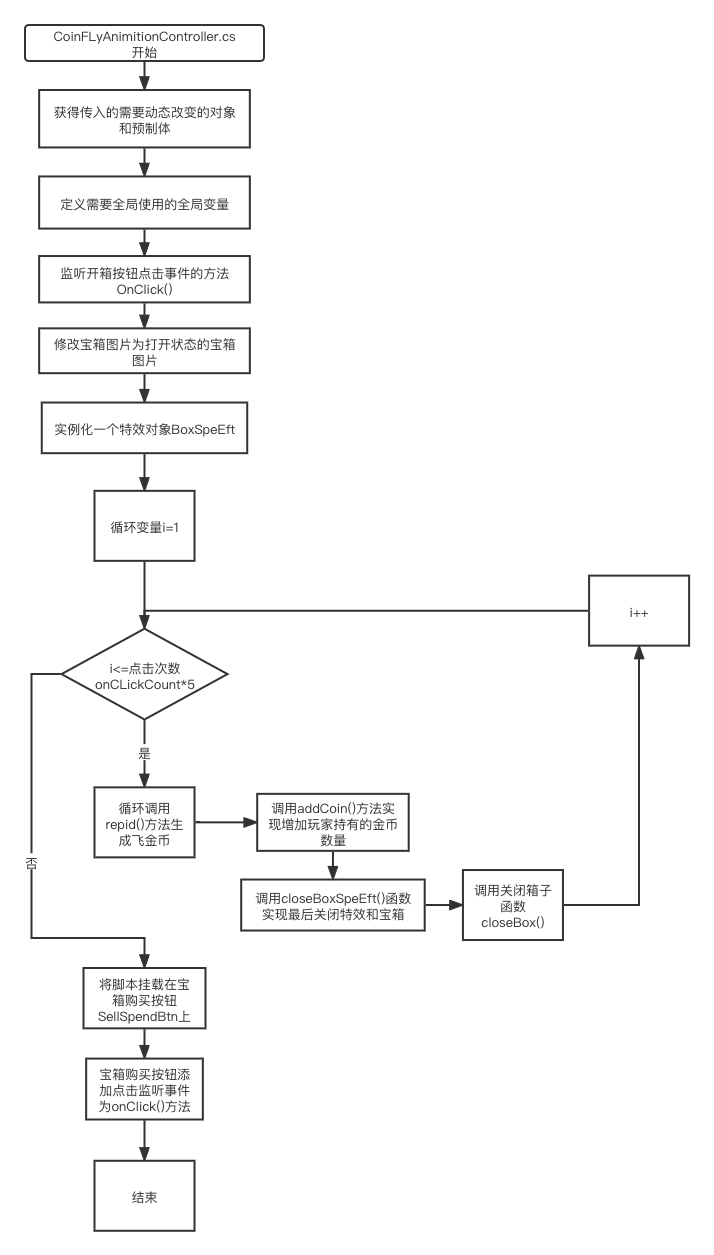 CoinFLyAnimitionController.cs
开始
获得传入的需要动态改变的对象
和预制体
定义需要全局使用的全局变量
监听开箱按钮点击事件的方法
OnClick()
修改宝箱图片为打开状态的宝箱
图片
实例化一个特效对象BoxSpeEft
循环变量i=1
i++
i<=点击次数
onCLickCount*5
是
循环调用
repid()方法生
成飞金币
调用addCoin()方法实
现增加玩家持有的金币
数量
否
调用closeBoxSpeEft()函数
实现最后关闭特效和宝箱
调用关闭箱子
函数
closeBox()
将脚本挂载在宝
箱购买按钮
SellSpendBtn上
宝箱购买按钮添
加点击监听事件
为onClick()方法
结束